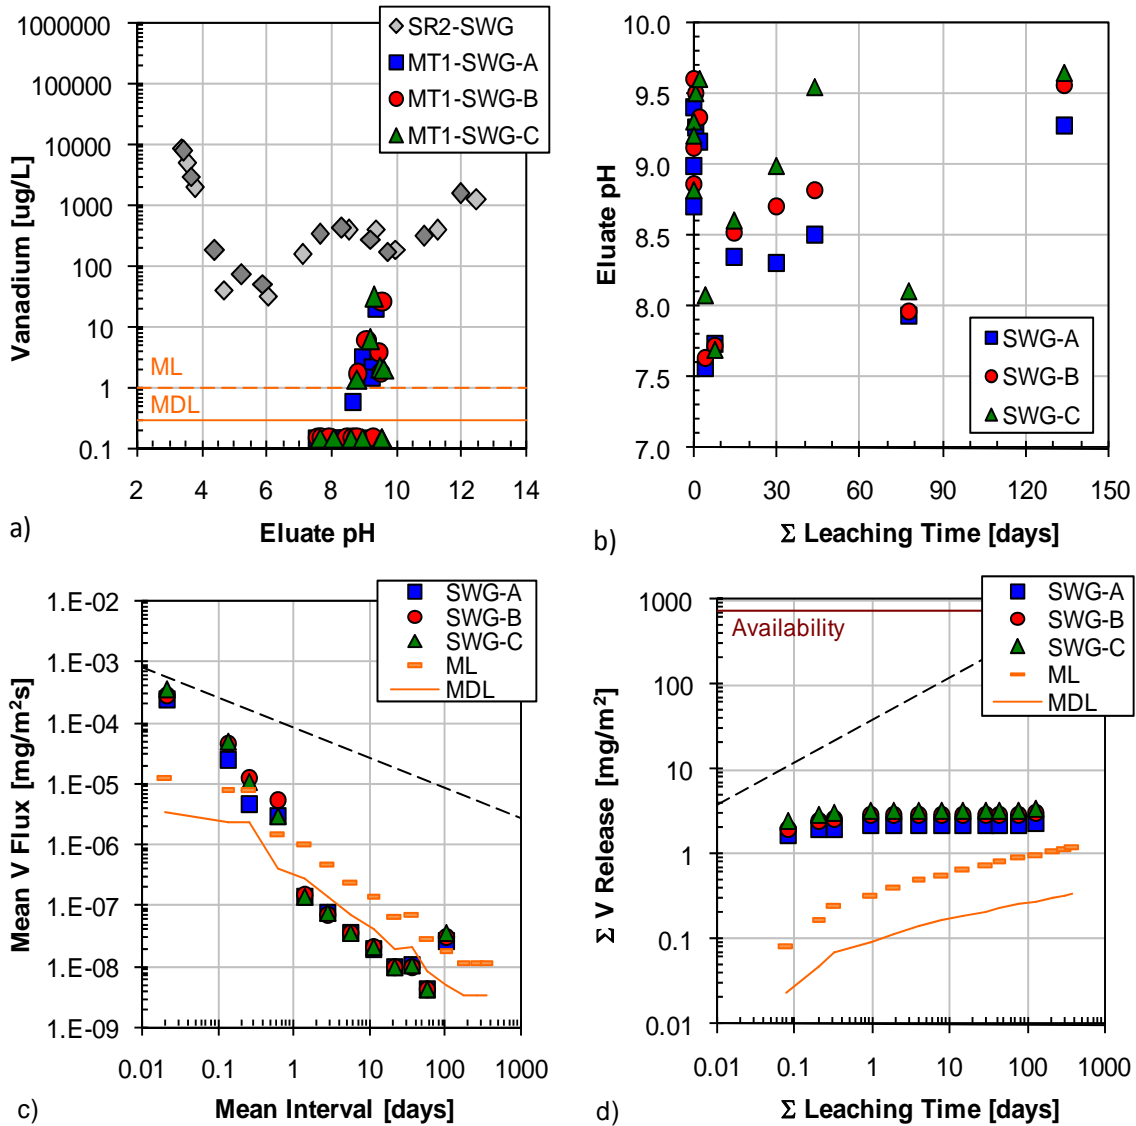 1000000
100000
10000
1000
100
10
1
0.1
Vanadium [ug/L]
SR2-SWG
MT1-SWG-A
MT1-SWG-B
MT1-SWG-C
ML
MDL
2 4 6 8 10 12 14
Eluate pH
a)
10.0
9.5
9.0
8.5
8.0
7.5
7.0
Eluate pH
SWG-A
SWG-B
SWG-C
0 30 60 90 120 150
Σ Leaching Time [days]
b)
1.E-02
1.E-03
1.E-04
1.E-05
1.E-06
1.E-07
1.E-08
1.E-09
Mean V Flux [mg/m²s]
SWG-A
SWG-B
SWG-C
ML
MDL
0.01 0.1 1 10 100 1000
Mean Interval [days]
c)
1000
100
10
1
0.1
0.01
Σ V Release [mg/m²]
Availability
SWG-A
SWG-B
SWG-C
ML
MDL
0.01 0.1 1 10 100 1000
Σ Leaching Time [days]
d)